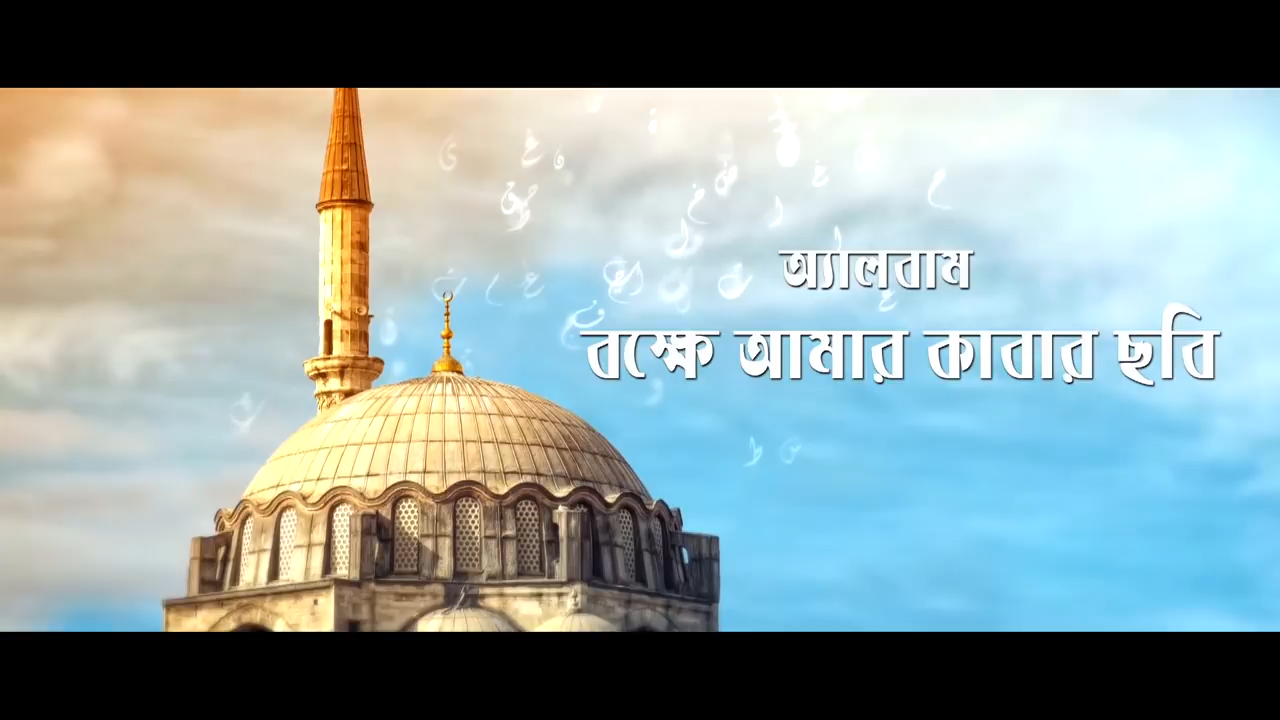 অ্যালবাম
বক্ষে আমার কাবার ছবি